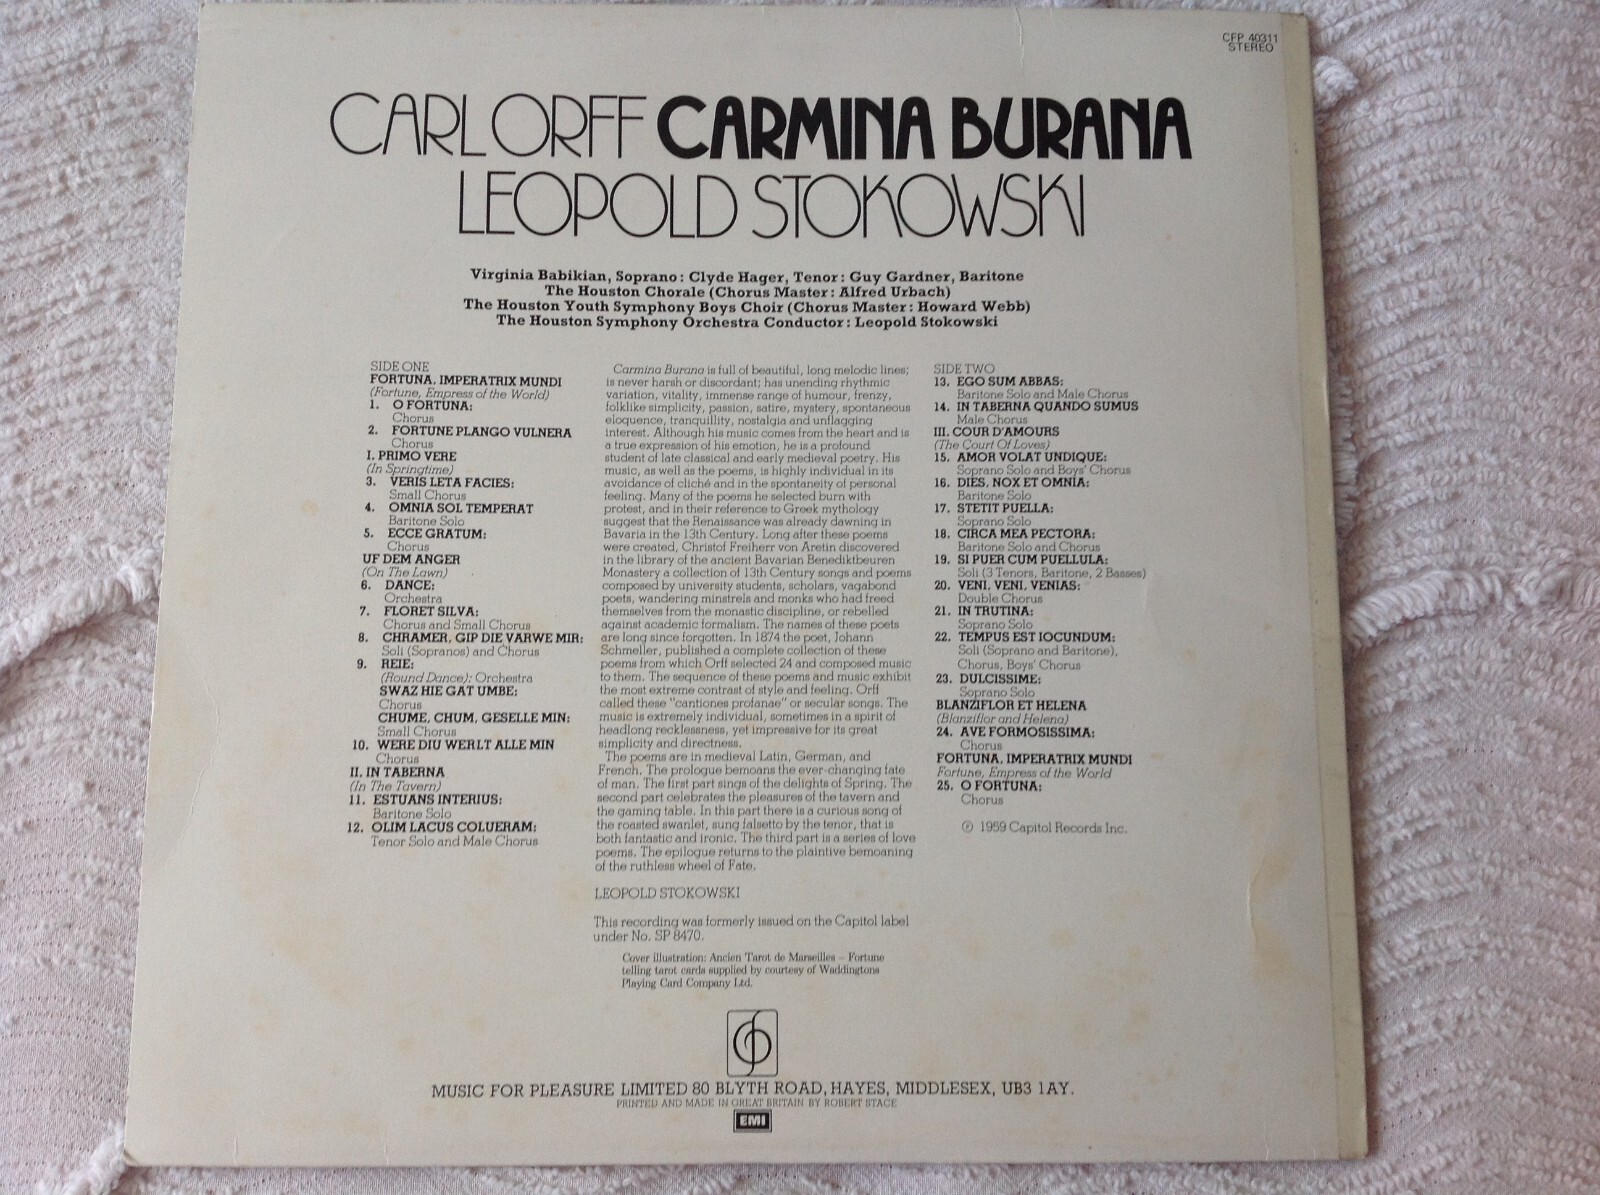 CFP 40311
STEREO
CARL ORFF CARMINA BURANA
LEOPOLD STOKOWSKI
Virginia Babikian, Soprano: Clyde Hager, Tenor: Guy Gardner, Baritone
The Houston Chorale (Chorus Master: Alfred Urbach)
The Houston Youth Symphony Boys Choir (Chorus Master: Howard Webb)
The Houston Symphony Orchestra Conductor: Leopold Stokowski
SIDE ONE
FORTUNA, IMPERATRIX MUNDI
(Fortune, Empress of the World)
1. O FORTUNA:
Chorus
2. FORTUNE PLANGO VULNERA
Chorus
I. PRIMO VERE
(In Springtime)
3. VERIS LETA FACIES:
Small Chorus
4. OMNIA SOL TEMPERAT
Baritone Solo
5. ECCE GRATUM:
Chorus
UF DEM ANGER
(On The Lawn)
6. DANCE:
Orchestra
7. FLORET SILVA:
Chorus and Small Chorus
8. CHRAMER, GIP DIE VARWE MIR:
Soli (Sopranos) and Chorus
9. REIE:
(Round Dance): Orchestra
SWAZ HIE GAT UMBE:
Chorus
CHUME, CHUM, GESELLE MIN:
Small Chorus
10. WERE DIU WERLT ALLE MIN
Chorus
II. IN TABERNA
(In The Tavern)
11. ESTUANS INTERIUS:
Baritone Solo
12. OLIM LACUS COLUERAM:
Tenor Solo and Male Chorus
Carmina Burana is full of beautiful, long melodic lines;
is never harsh or discordant; has unending rhythmic
variation, vitality, immense range of humour, frenzy,
folklike simplicity, passion, satire, mystery, spontaneous
eloquence, tranquillity, nostalgia and unflagging
interest. Although his music comes from the heart and is
a true expression of his emotion, he is a profound
student of late classical and early medieval poetry. His
music, as well as the poems, is highly individual in its
avoidance of cliché and in the spontaneity of personal
feeling. Many of the poems he selected burn with
protest, and in their reference to Greek mythology
suggest that the Renaissance was already dawning in
Bavaria in the 13th Century. Long after these poems
were created, Christof Freiherr von Aretin discovered
in the library of the ancient Bavarian Benediktbeuren
Monastery a collection of 13th Century songs and poems
composed by university students, scholars, vagabond
poets, wandering minstrels and monks who had freed
themselves from the monastic discipline, or rebelled
against academic formalism. The names of these poets
are long since forgotten. In 1874 the poet, Johann
Schmeller, published a complete collection of these
poems from which Orff selected 24 and composed music
to them. The sequence of these poems and music exhibit
the most extreme contrast of style and feeling. Orff
called these "cantiones profanae" or secular songs. The
music is extremely individual, sometimes in a spirit of
headlong recklessness, yet impressive for its great
simplicity and directness.
The poems are in medieval Latin, German, and
French. The prologue bemoans the ever-changing fate
of man. The first part sings of the delights of Spring. The
second part celebrates the pleasures of the tavern and
the gaming table. In this part there is a curious song of
the roasted swanlet, sung falsetto by the tenor, that is
both fantastic and ironic. The third part is a series of love
poems. The epilogue returns to the plaintive bemoaning
of the ruthless wheel of Fate.
LEOPOLD STOKOWSKI
This recording was formerly issued on the Capitol label
under No. SP 8470.
Cover illustration: Ancien Tarot de Marseilles – Fortune
telling tarot cards supplied by courtesy of Waddingtons
Playing Card Company Ltd.
SIDE TWO
13. EGO SUM ABBAS:
Baritone Solo and Male Chorus
14. IN TABERNA QUANDO SUMUS
Male Chorus
III. COUR D'AMOURS
(The Court Of Loves)
15. AMOR VOLAT UNDIQUE:
Soprano Solo and Boys' Chorus
16. DIES, NOX ET OMNIA:
Baritone Solo
17. STETIT PUELLA:
Soprano Solo
18. CIRCA MEA PECTORA:
Baritone Solo and Chorus
19. SI PUER CUM PUELLULA:
Soli (3 Tenors, Baritone, 2 Basses)
20. VENI, VENI, VENIAS:
Double Chorus
21. IN TRUTINA:
Soprano Solo
22. TEMPUS EST IOCUNDUM:
Soli (Soprano and Baritone),
Chorus, Boys' Chorus
23. DULCISSIME:
Soprano Solo
BLANZIFLOR ET HELENA
(Blanziflor and Helena)
24. AVE FORMOSISSIMA:
Chorus
FORTUNA, IMPERATRIX MUNDI
Fortune, Empress of the World
25. O FORTUNA:
Chorus
℗ 1959 Capitol Records Inc.
MUSIC FOR PLEASURE LIMITED 80 BLYTH ROAD, HAYES, MIDDLESEX, UB3 1AY.
PRINTED AND MADE IN GREAT BRITAIN BY ROBERT STACE
EMI